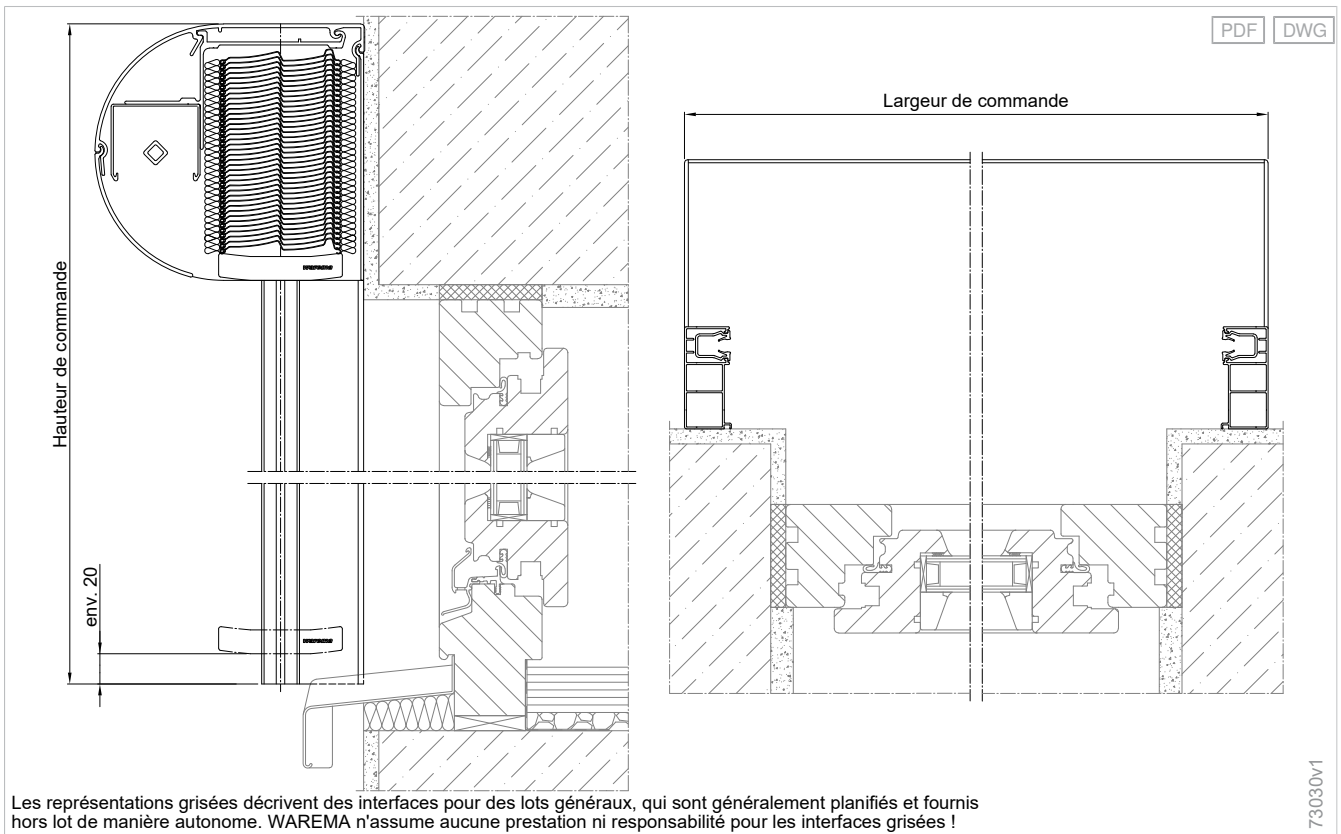 PDF DWG
Largeur de commande
Hauteur de commande
WAREMA
env. 20
WAREMA
73030v1
Les représentations grisées décrivent des interfaces pour des lots généraux, qui sont généralement planifiés et fournis
hors lot de manière autonome. WAREMA n'assume aucune prestation ni responsabilité pour les interfaces grisées !